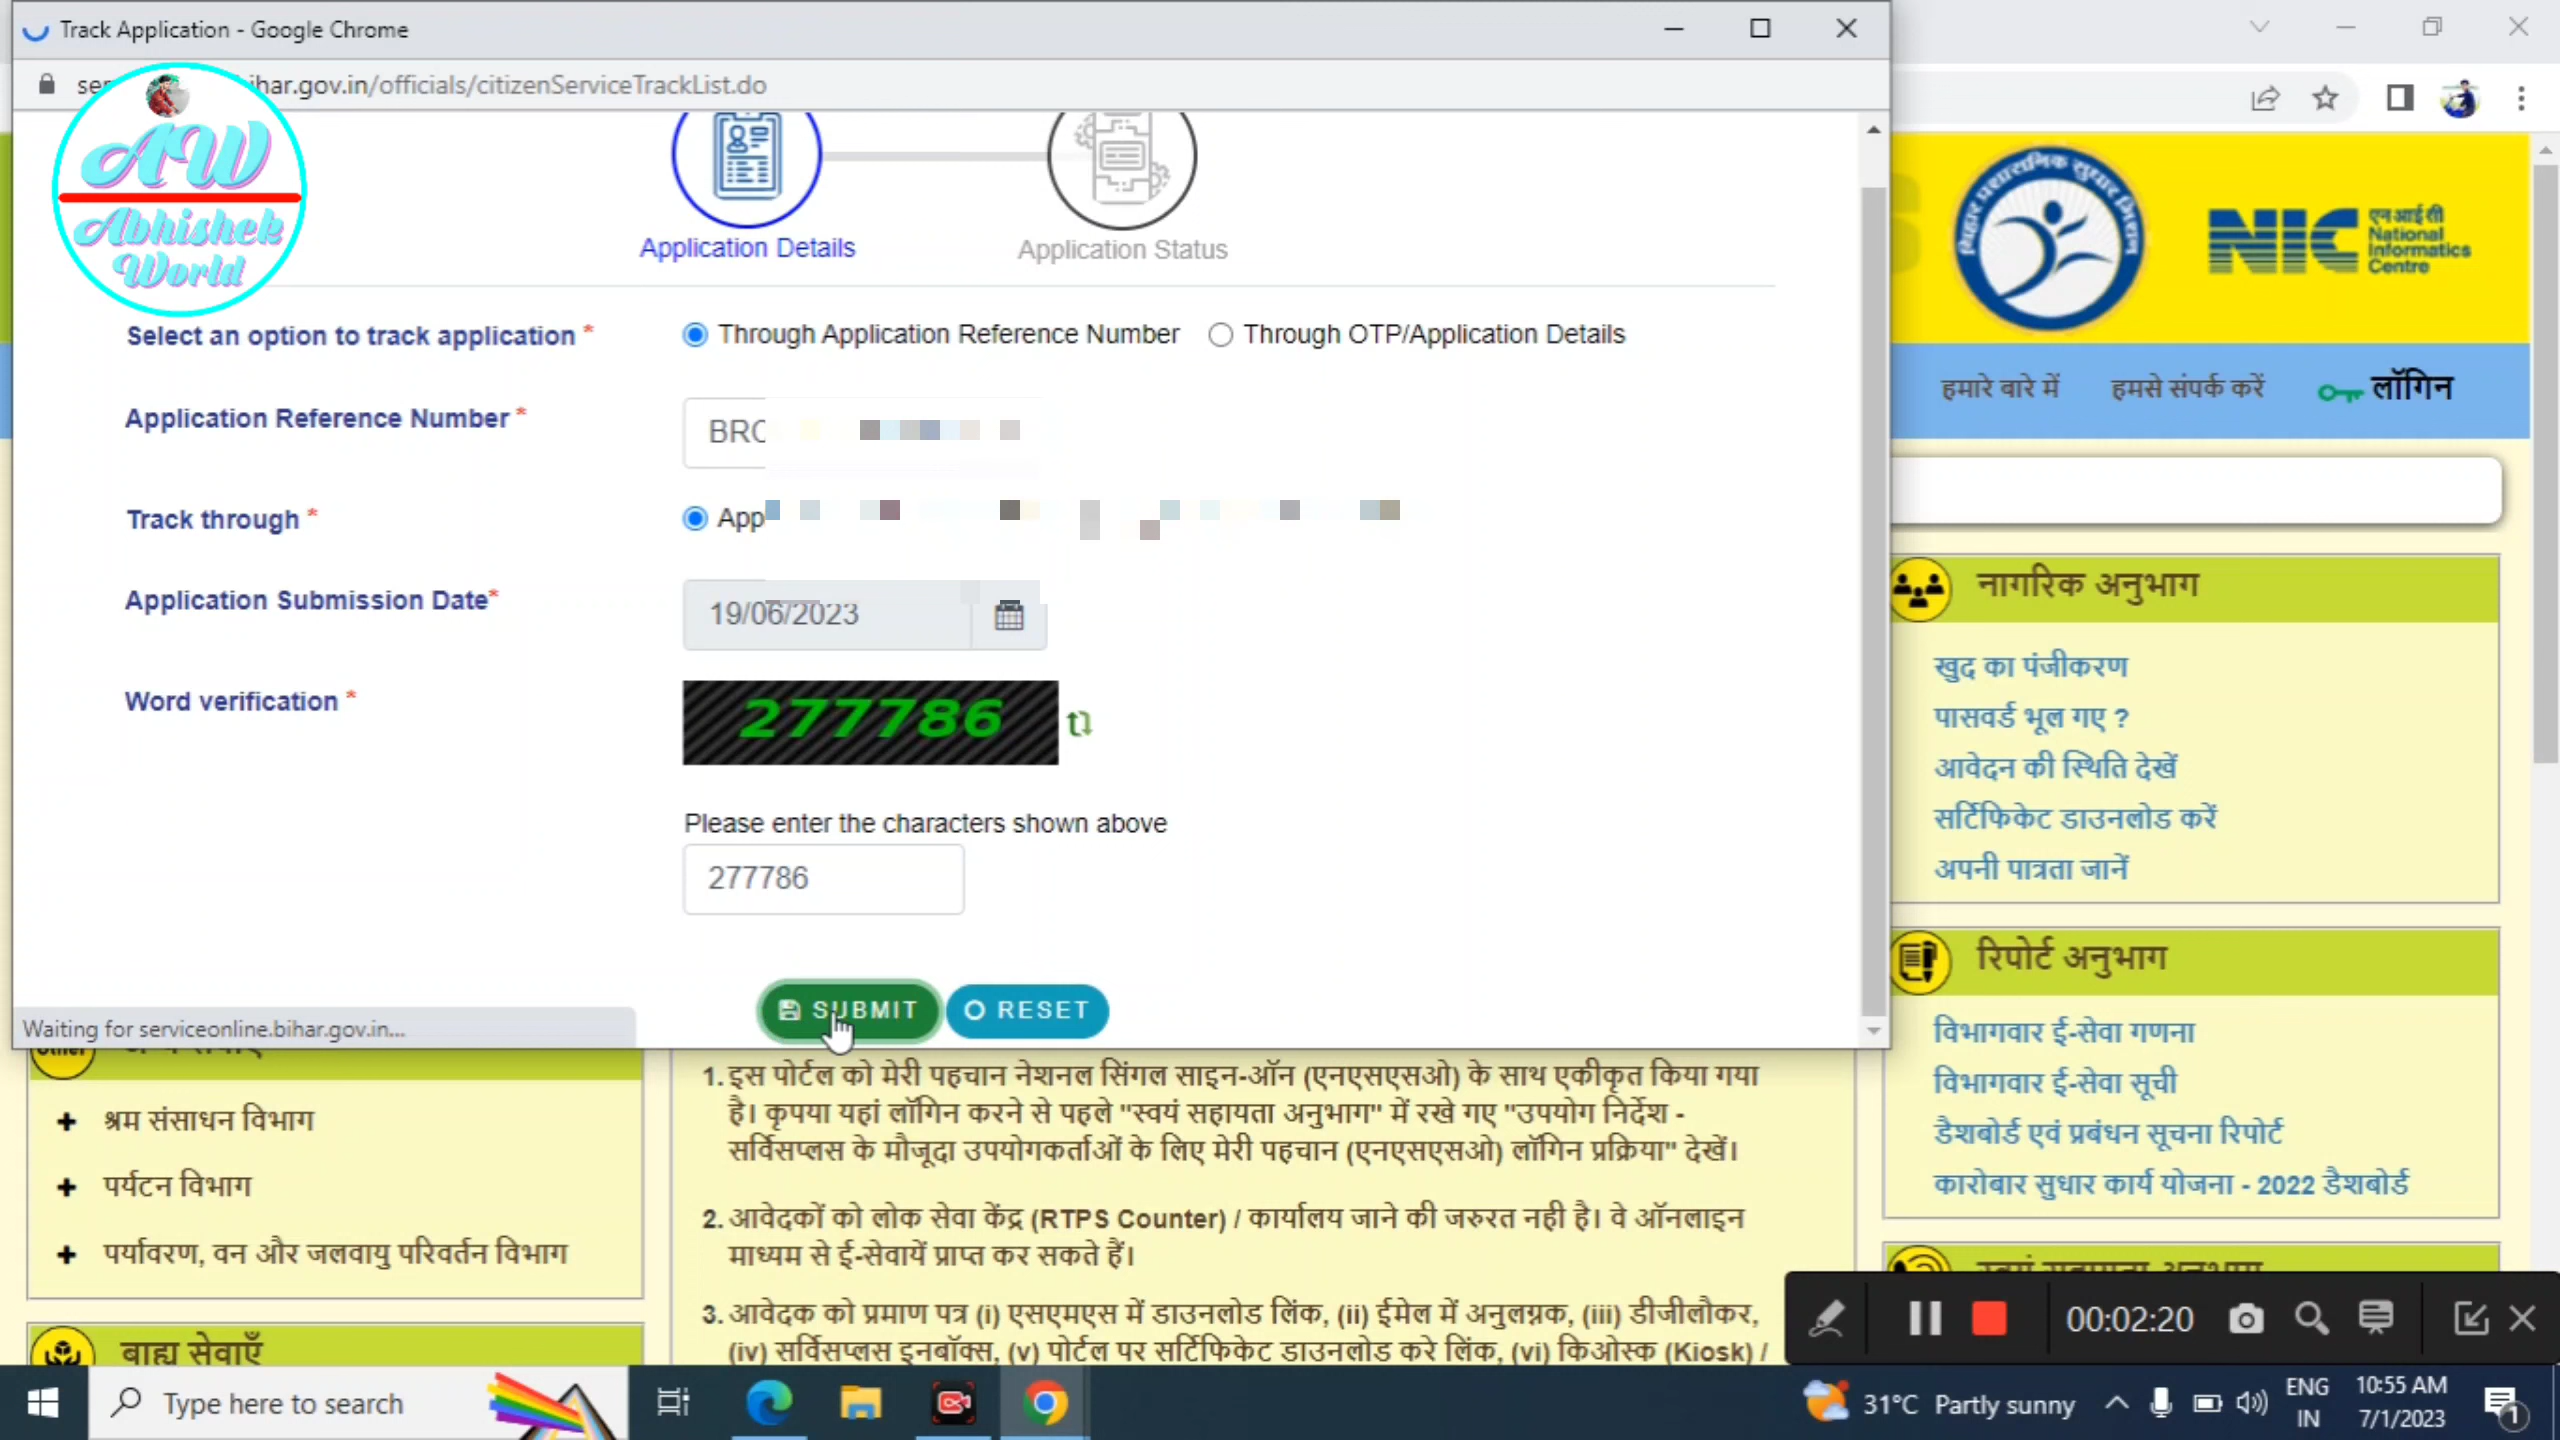 Track Application - Google Chrome
ihar.gov.in/officials/citizenServiceTrackList.do
AW
Abhishek
World
Application Details
Application Status
बिहार प्रशासनिक सुधार मिशन
NIC
एनआईसी
National
Informatics
Centre
हमारे बारे में
हमसे संपर्क करें
लॉगिन
Select an option to track application *
Through Application Reference Number
Through OTP/Application Details
Application Reference Number *
Track through *
App
Application Submission Date*
19/06/2023
Word verification *
277786
Please enter the characters shown above
277786
SUBMIT
RESET
Waiting for serviceonline.bihar.gov.in...
नागरिक अनुभाग
खुद का पंजीकरण
पासवर्ड भूल गए ?
आवेदन की स्थिति देखें
सर्टिफिकेट डाउनलोड करें
अपनी पात्रता जानें
रिपोर्ट अनुभाग
विभागवार ई-सेवा गणना
विभागवार ई-सेवा सूची
डैशबोर्ड एवं प्रबंधन सूचना रिपोर्ट
कारोबार सुधार कार्य योजना - 2022 डैशबोर्ड
श्रम संसाधन विभाग
पर्यटन विभाग
पर्यावरण, वन और जलवायु परिवर्तन विभाग
बाह्य सेवाएँ
1. इस पोर्टल को मेरी पहचान नेशनल सिंगल साइन-ऑन (एनएसएसओ) के साथ एकीकृत किया गया
है। कृपया यहां लॉगिन करने से पहले "स्वयं सहायता अनुभाग" में रखे गए "उपयोग निर्देश -
सर्विसप्लस के मौजूदा उपयोगकर्ताओं के लिए मेरी पहचान (एनएसएसओ) लॉगिन प्रक्रिया" देखें।
2. आवेदकों को लोक सेवा केंद्र (RTPS Counter) / कार्यालय जाने की जरुरत नही है। वे ऑनलाइन
माध्यम से ई-सेवायें प्राप्त कर सकते हैं।
3. आवेदक को प्रमाण पत्र (i) एसएमएस में डाउनलोड लिंक, (ii) ईमेल में अनुलग्नक, (iii) डीजीलौकर,
(iv) सर्विसप्लस इनबॉक्स, (v) पोर्टल पर सर्टिफिकेट डाउनलोड करे लिंक, (vi) किओस्क (Kiosk) /
00:02:20
Type here to search
31°C Partly sunny
ENG
IN
10:55 AM
7/1/2023
1